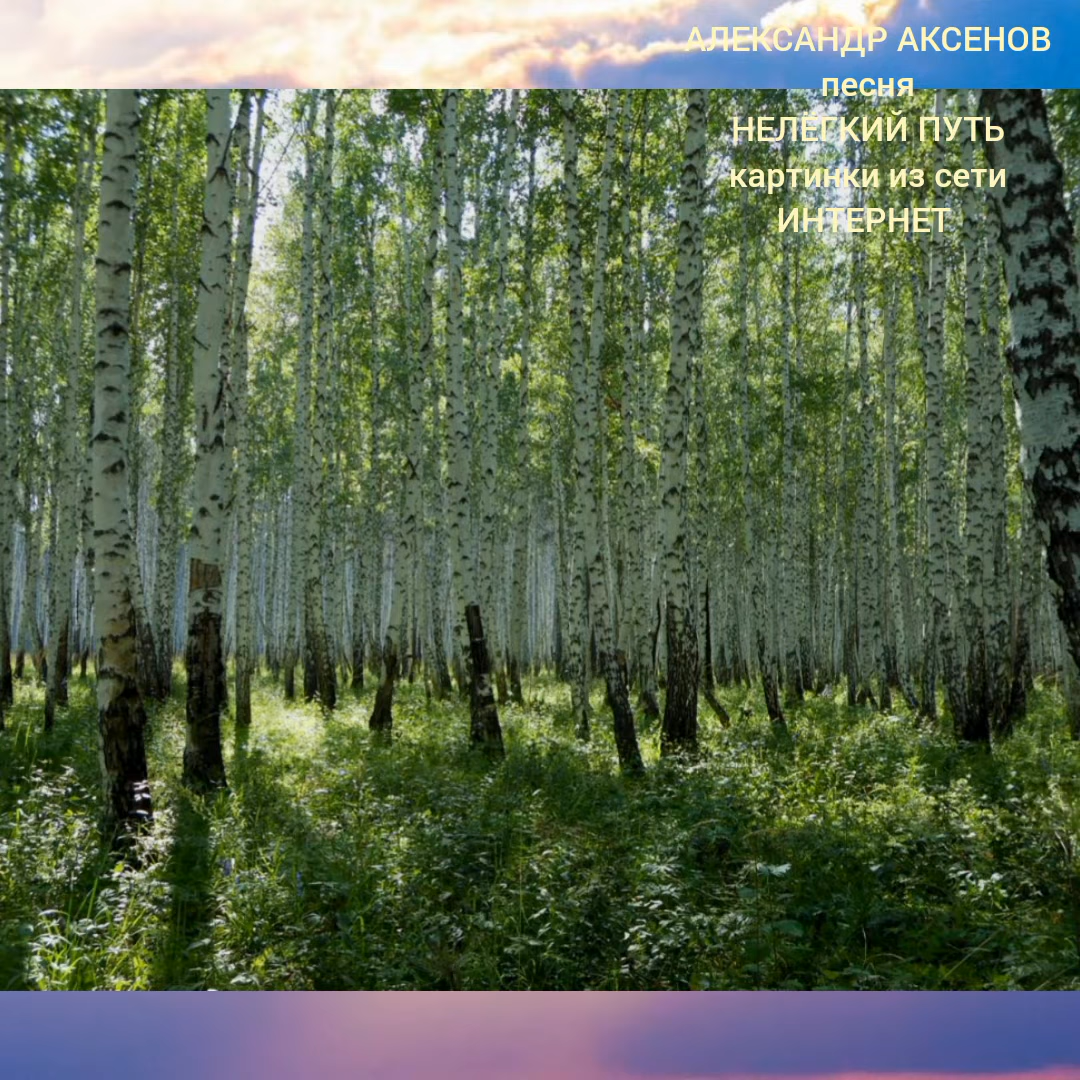 АЛЕКСАНДР АКСЕНОВ
песня
НЕЛЁГКИЙ ПУТЬ
картинки из сети
ИНТЕРНЕТ